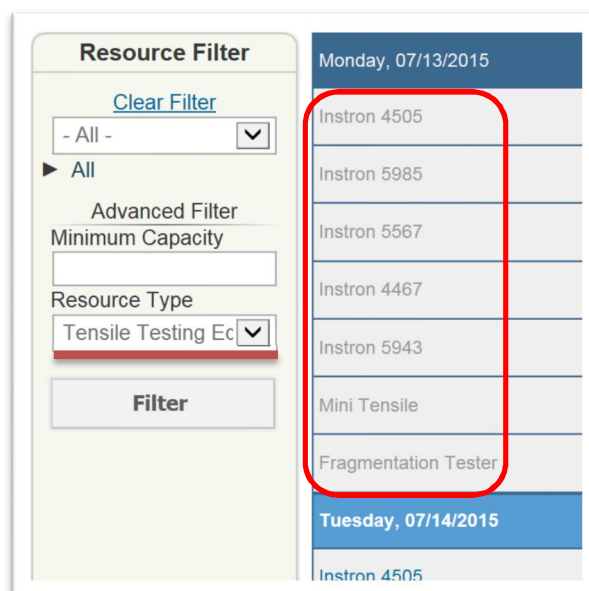 Resource Filter
Clear Filter
- All -
► All
Advanced Filter
Minimum Capacity
Resource Type
Tensile Testing Ec
Filter
Monday, 07/13/2015
Instron 4505
Instron 5985
Instron 5567
Instron 4467
Instron 5943
Mini Tensile
Fragmentation Tester
Tuesday, 07/14/2015
Instron 4505